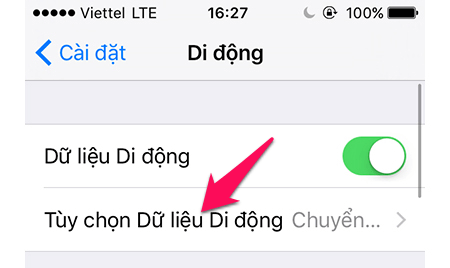 Viettel LTE 16:27 100%
Cài đặt Di động
Dữ liệu Di động
Tùy chọn Dữ liệu Di động Chuyển...